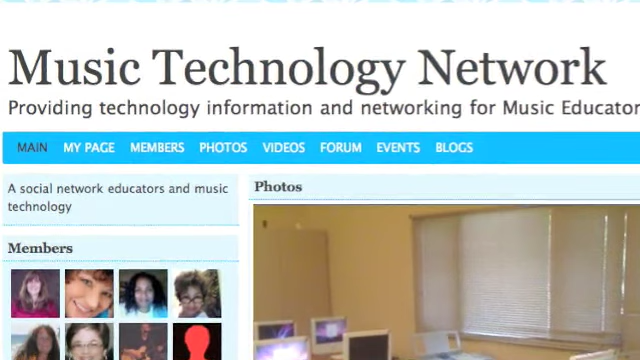 Music Technology Network
Providing technology information and networking for Music Educator
MAIN MY PAGE MEMBERS PHOTOS VIDEOS FORUM EVENTS BLOGS
A social network educators and music
technology
Members
Photos